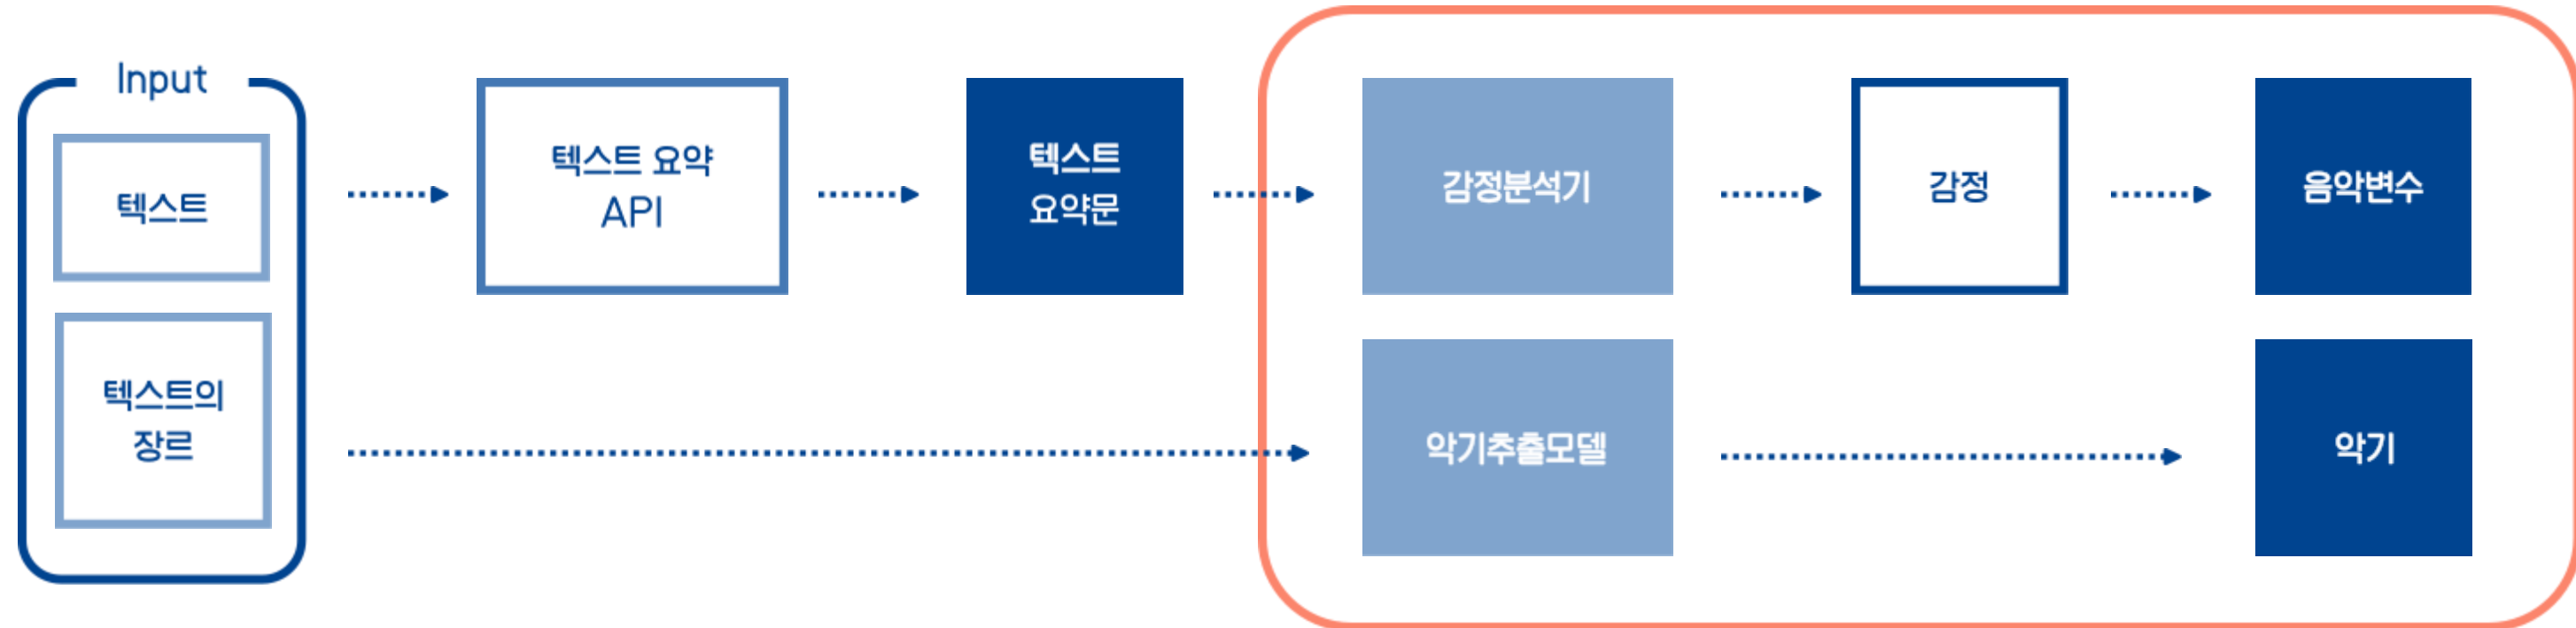 Input
텍스트
텍스트의
장르
텍스트 요약
API
텍스트
요약문
감정분석기
감정
음악변수
악기추출모델
악기